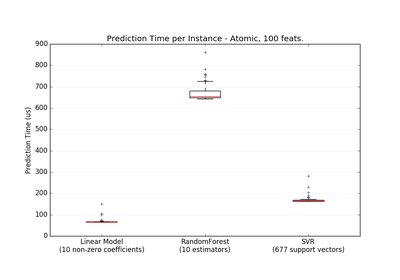 Prediction Time per Instance - Atomic, 100 feats.
Prediction Time (us)
900
800
700
600
500
400
300
200
100
0
Linear Model
(10 non-zero coefficients)
RandomForest
(10 estimators)
SVR
(677 support vectors)